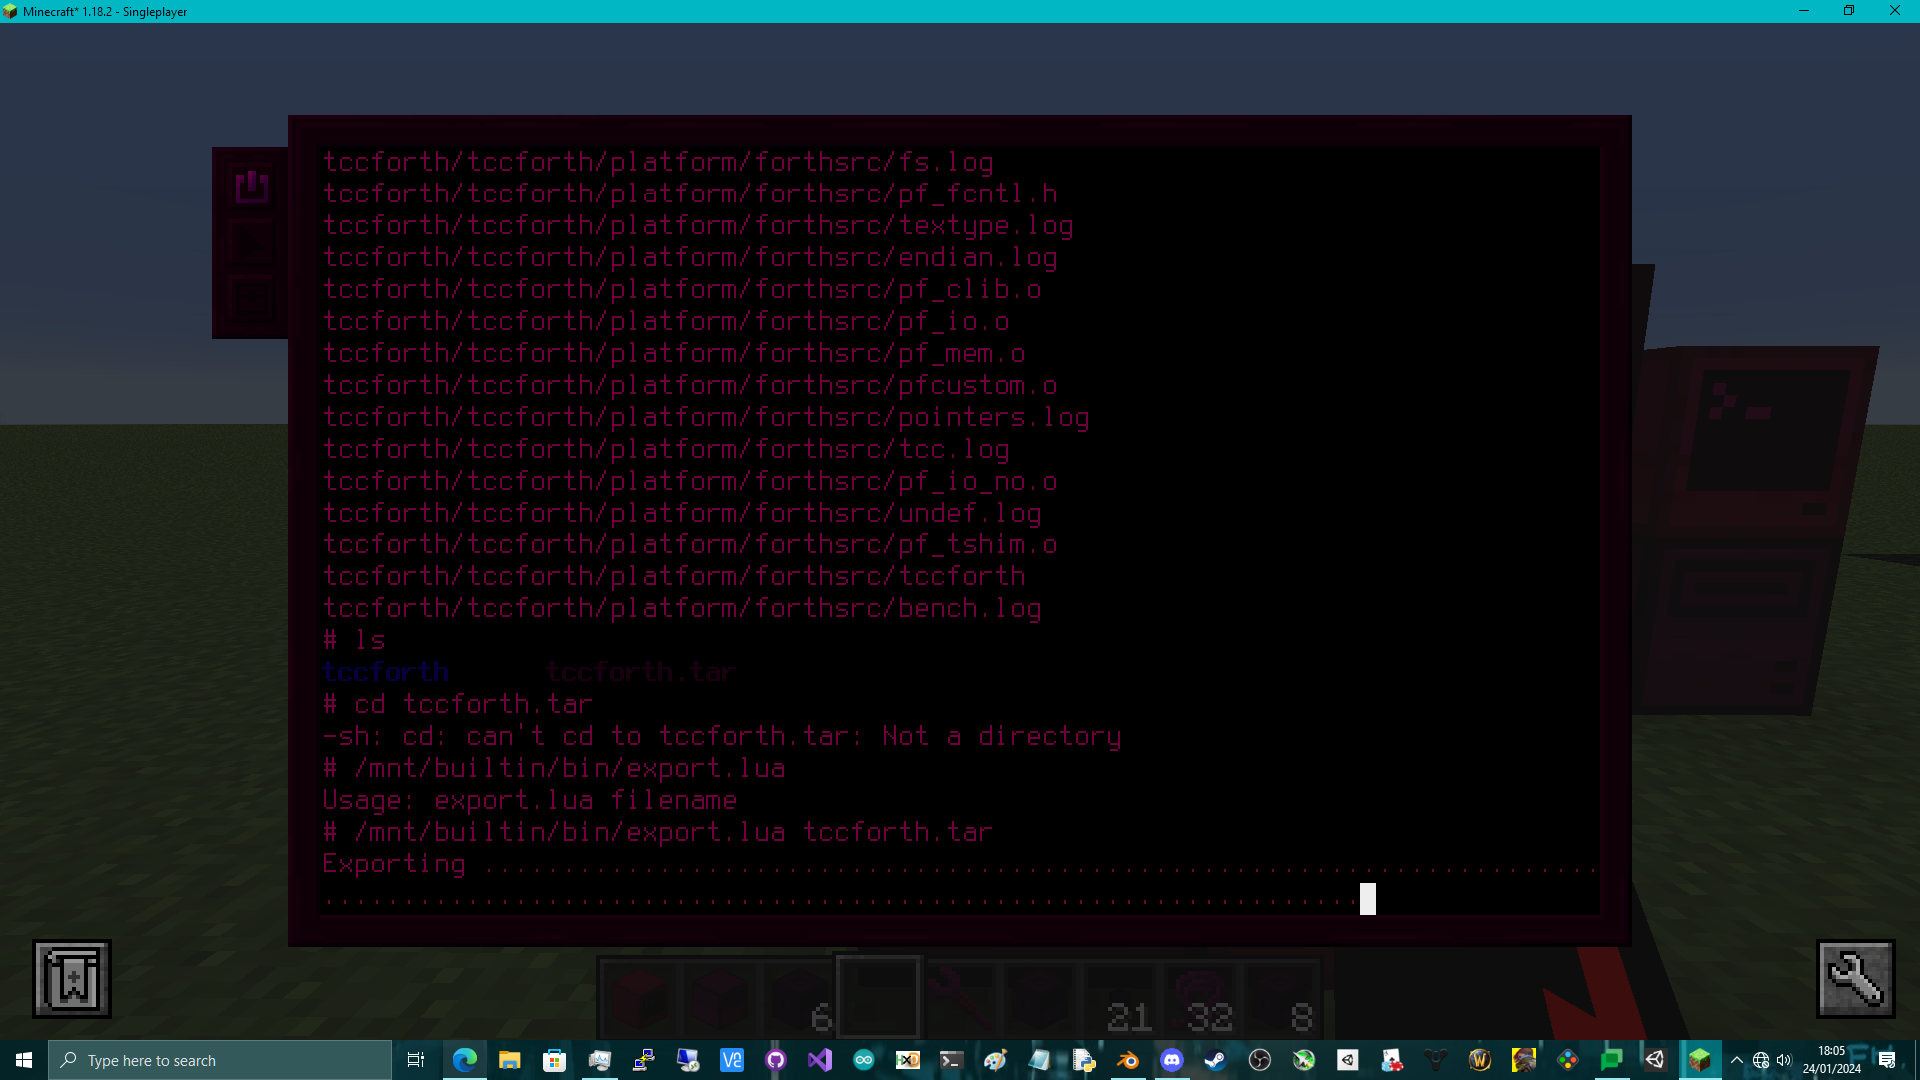 Minecraft* 1.18.2 - Singleplayer
tccforth/tccforth/platform/forthsrc/fs.log
tccforth/tccforth/platform/forthsrc/pf_fcntl.h
tccforth/tccforth/platform/forthsrc/textype.log
tccforth/tccforth/platform/forthsrc/endian.log
tccforth/tccforth/platform/forthsrc/pf_clib.o
tccforth/tccforth/platform/forthsrc/pf_io.o
tccforth/tccforth/platform/forthsrc/pf_mem.o
tccforth/tccforth/platform/forthsrc/pfcustom.o
tccforth/tccforth/platform/forthsrc/pointers.log
tccforth/tccforth/platform/forthsrc/tcc.log
tccforth/tccforth/platform/forthsrc/pf_io_no.o
tccforth/tccforth/platform/forthsrc/undef.log
tccforth/tccforth/platform/forthsrc/pf_tshim.o
tccforth/tccforth/platform/forthsrc/tccforth
tccforth/tccforth/platform/forthsrc/bench.log
# ls
tccforth tccforth.tar
# cd tccforth.tar
-sh: cd: can't cd to tccforth.tar: Not a directory
# /mnt/builtin/bin/export.lua
Usage: export.lua filename
# /mnt/builtin/bin/export.lua tccforth.tar
Exporting ......................................................................
.................................................................
6 21 32 8
Type here to search
18:05
24/01/2024